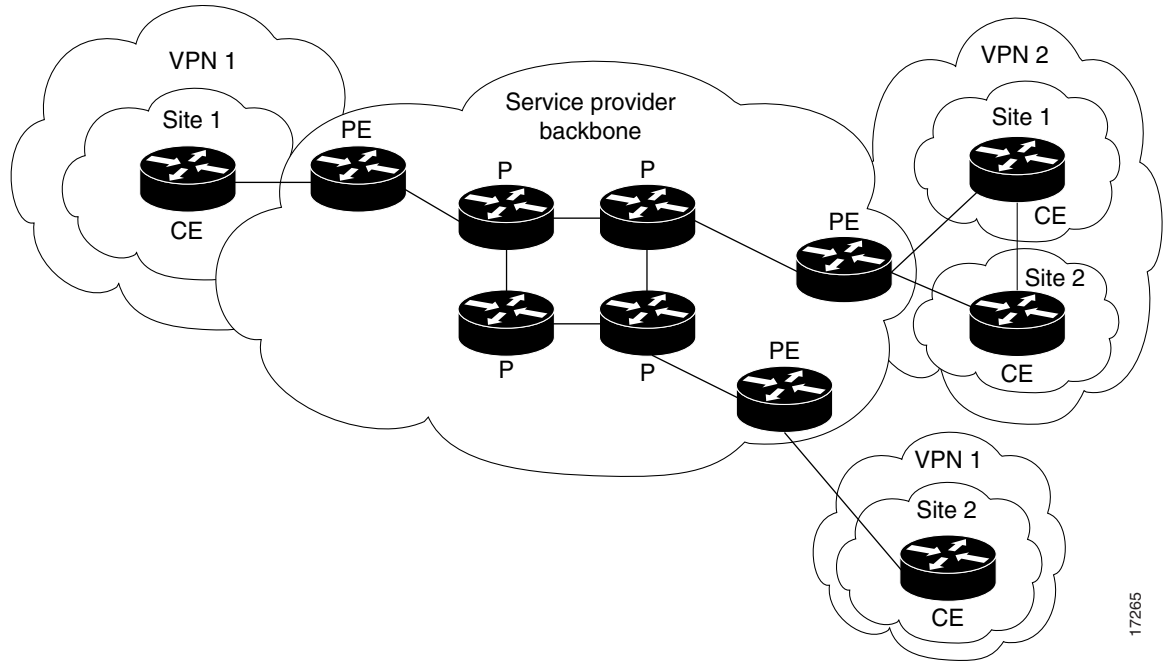 VPN 1
Site 1
CE
PE
Service provider
backbone
P
P
P
P
PE
PE
VPN 2
Site 1
CE
Site 2
CE
VPN 1
Site 2
CE
17265